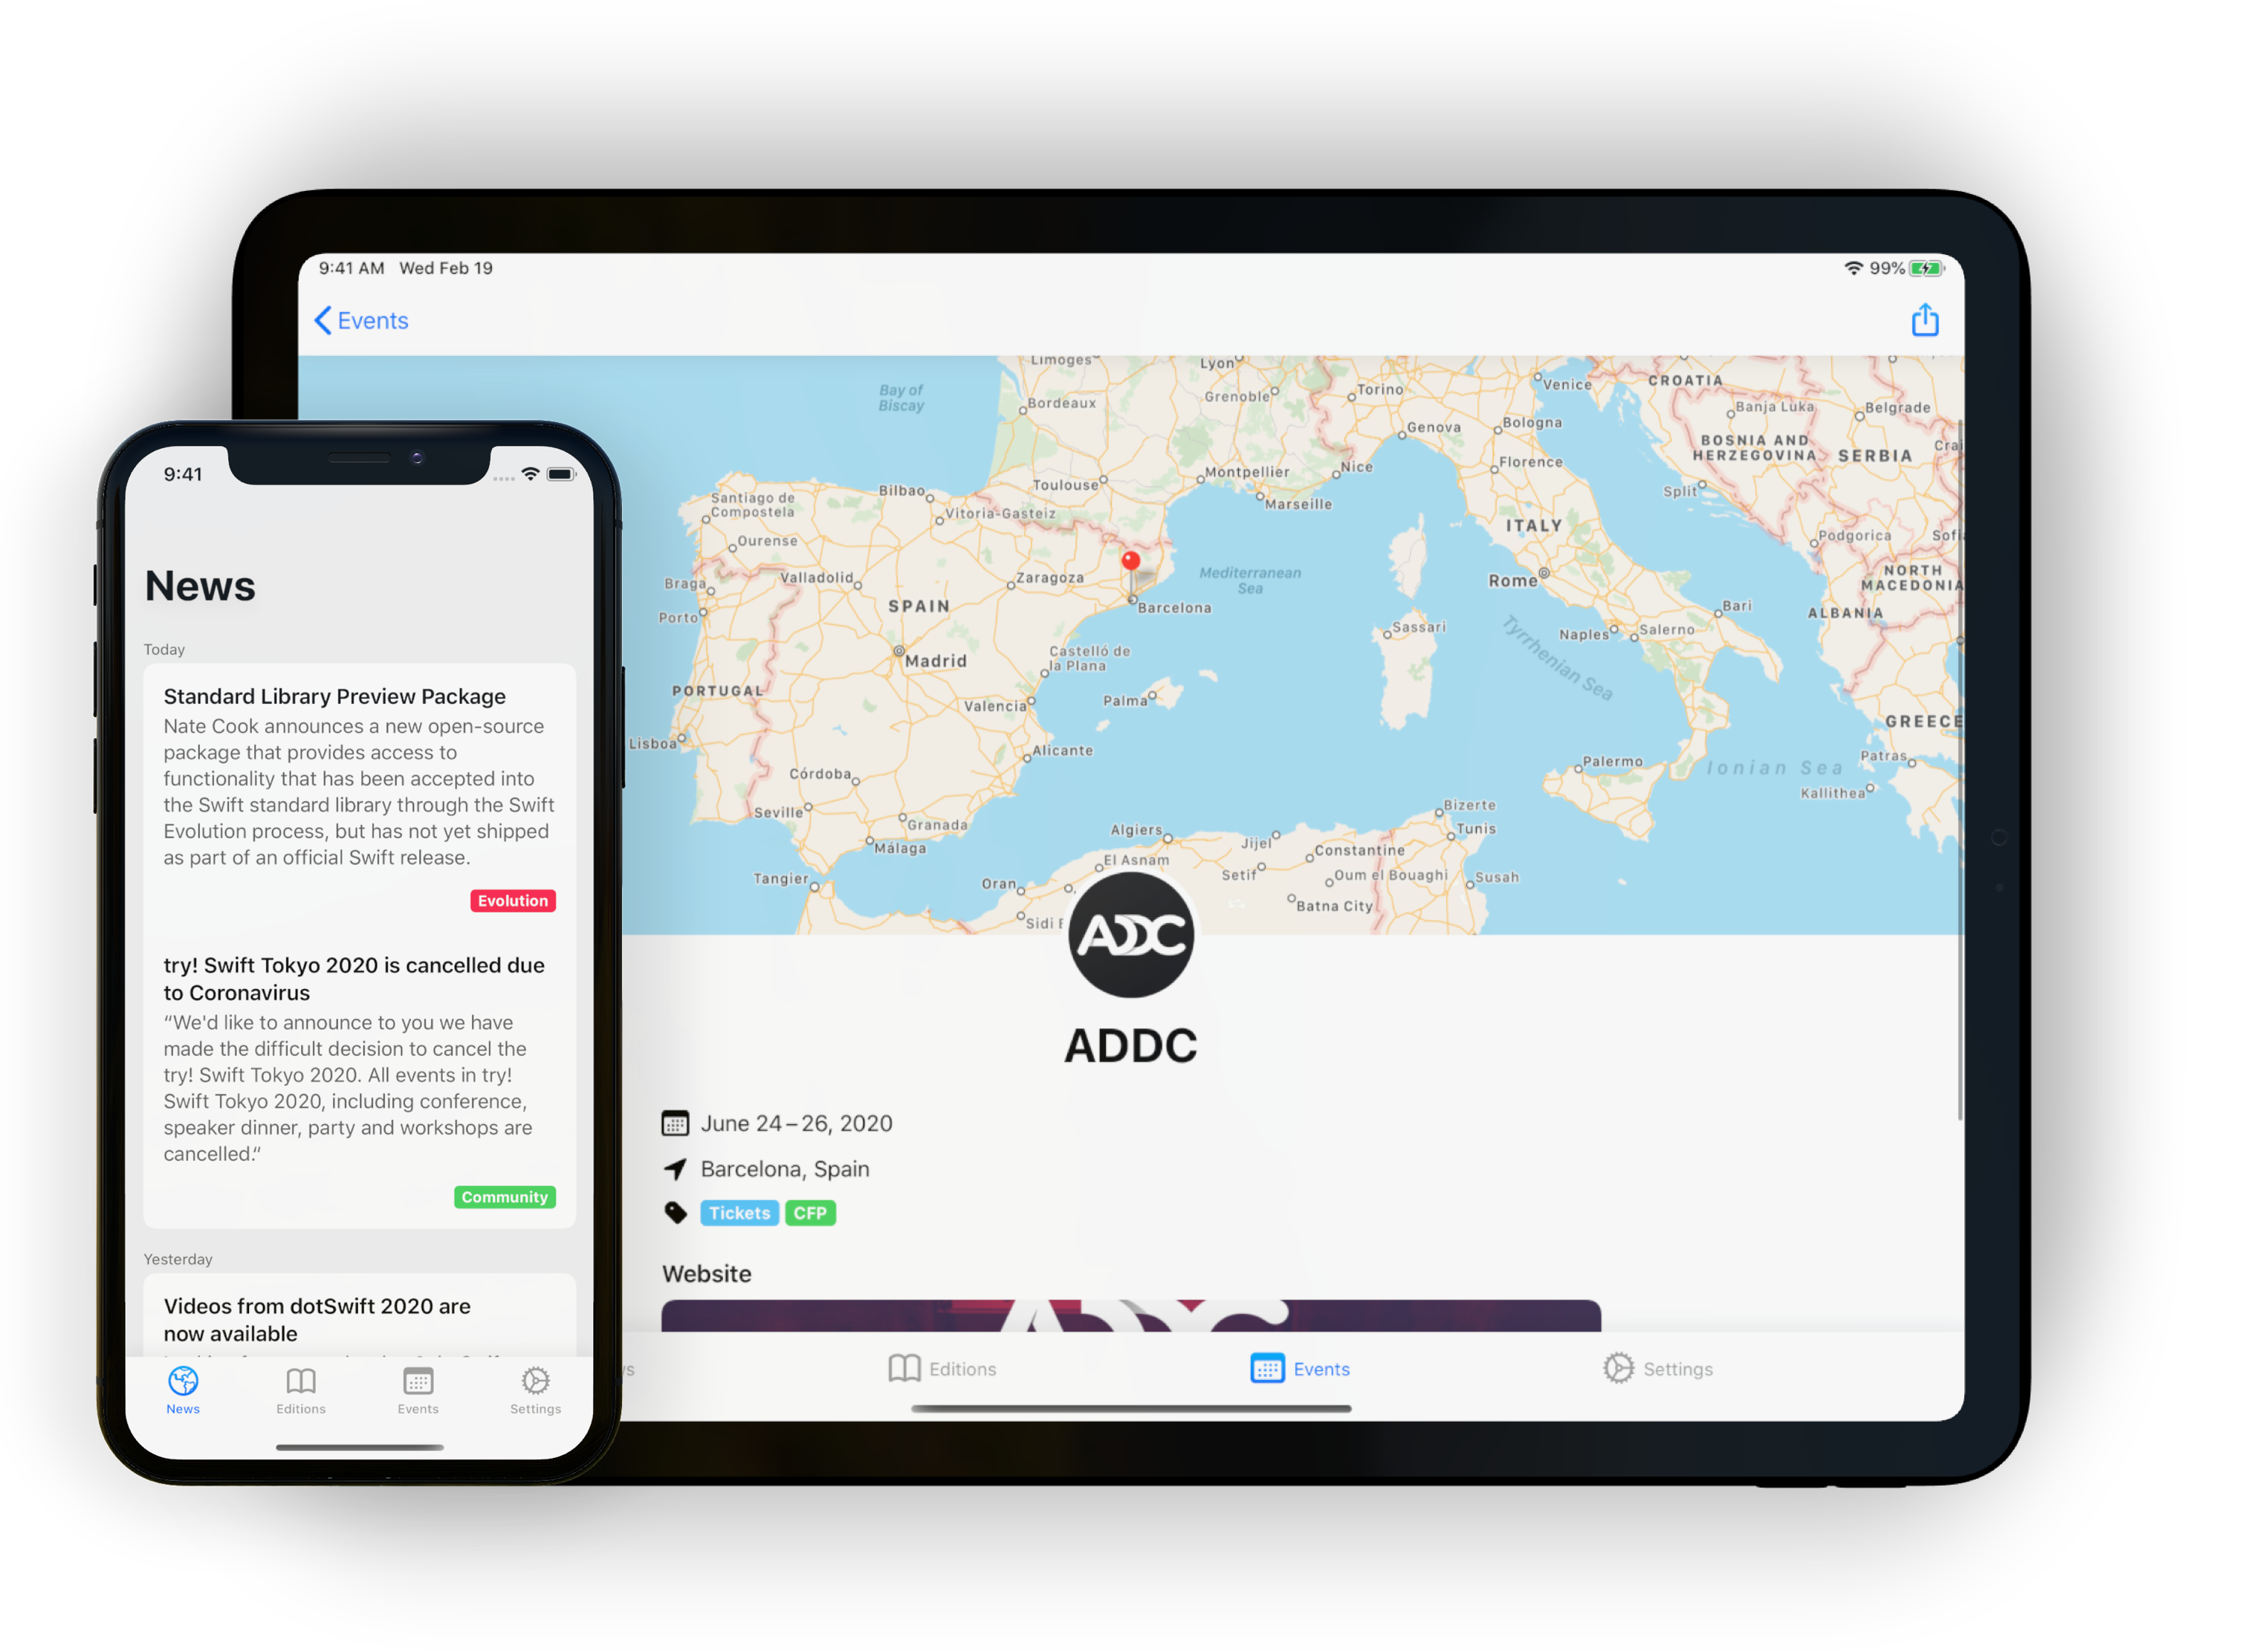 9:41 AM Wed Feb 19
99%
Events
Limoges
Lyon
Bay of
Biscay
Bordeaux
Grenoble
Torino
Venice
CROATIA
Banja Luka
Belgrade
Genova
Bologna
BOSNIA AND
HERZEGOVINA
SERBIA
Florence
Montpellier
Nice
Toulouse
Marseille
Split
Santiago de
Compostela
Bilbao
Vitoria-Gasteiz
ITALY
Podgorica
Ourense
Braga
Valladolid
Zaragoza
Mediterranean
Sea
Rome
NORTH
MACEDONIA
SPAIN
Porto
Barcelona
Bari
ALBANIA
Sassari
Naples
Salerno
Tyrrhenian Sea
Madrid
Castelló de
la Plana
PORTUGAL
Valencia
Palma
GREECE
Lisboa
Alicante
Palermo
Ionian Sea
Patras
Córdoba
Kallithea
Seville
Granada
Bizerte
Algiers
Tunis
Málaga
Jijel
Constantine
El Asnam
Tangier
Oran
Setif
Oum el Bouaghi
Susah
Batna City
Sidi
ADDC
ADDC
June 24–26, 2020
Barcelona, Spain
Tickets CFP
Website
ADDC
Editions
Events
Settings
9:41
News
Today
Standard Library Preview Package
Nate Cook announces a new open-source
package that provides access to
functionality that has been accepted into
the Swift standard library through the Swift
Evolution process, but has not yet shipped
as part of an official Swift release.
Evolution
try! Swift Tokyo 2020 is cancelled due
to Coronavirus
“We'd like to announce to you we have
made the difficult decision to cancel the
try! Swift Tokyo 2020. All events in try!
Swift Tokyo 2020, including conference,
speaker dinner, party and workshops are
cancelled.“
Community
Yesterday
Videos from dotSwift 2020 are
now available
News
Editions
Events
Settings